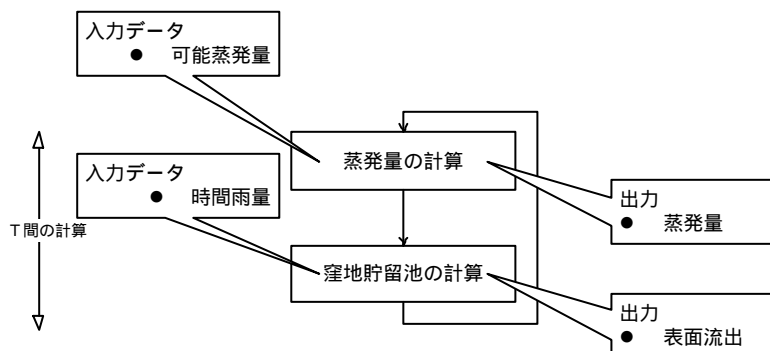 入力データ
● 可能蒸発量
蒸発量の計算
入力データ
● 時間雨量
出力
● 蒸発量
T間の計算
窪地貯留池の計算
出力
● 表面流出